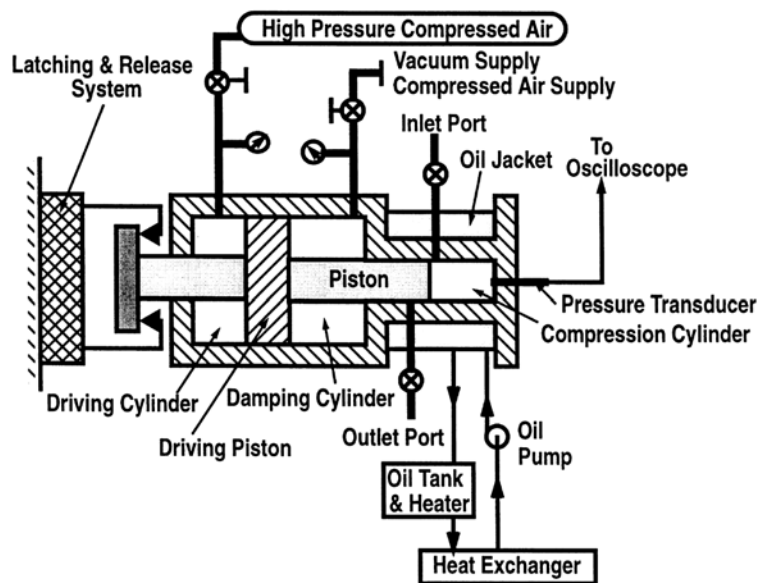 High Pressure Compressed Air
Latching & Release
System
Vacuum Supply
Compressed Air Supply
Inlet Port
Oil Jacket
To
Oscilloscope
Piston
Pressure Transducer
Compression Cylinder
Driving Cylinder
Damping Cylinder
Driving Piston
Outlet Port
Oil
Pump
Oil Tank
& Heater
Heat Exchanger